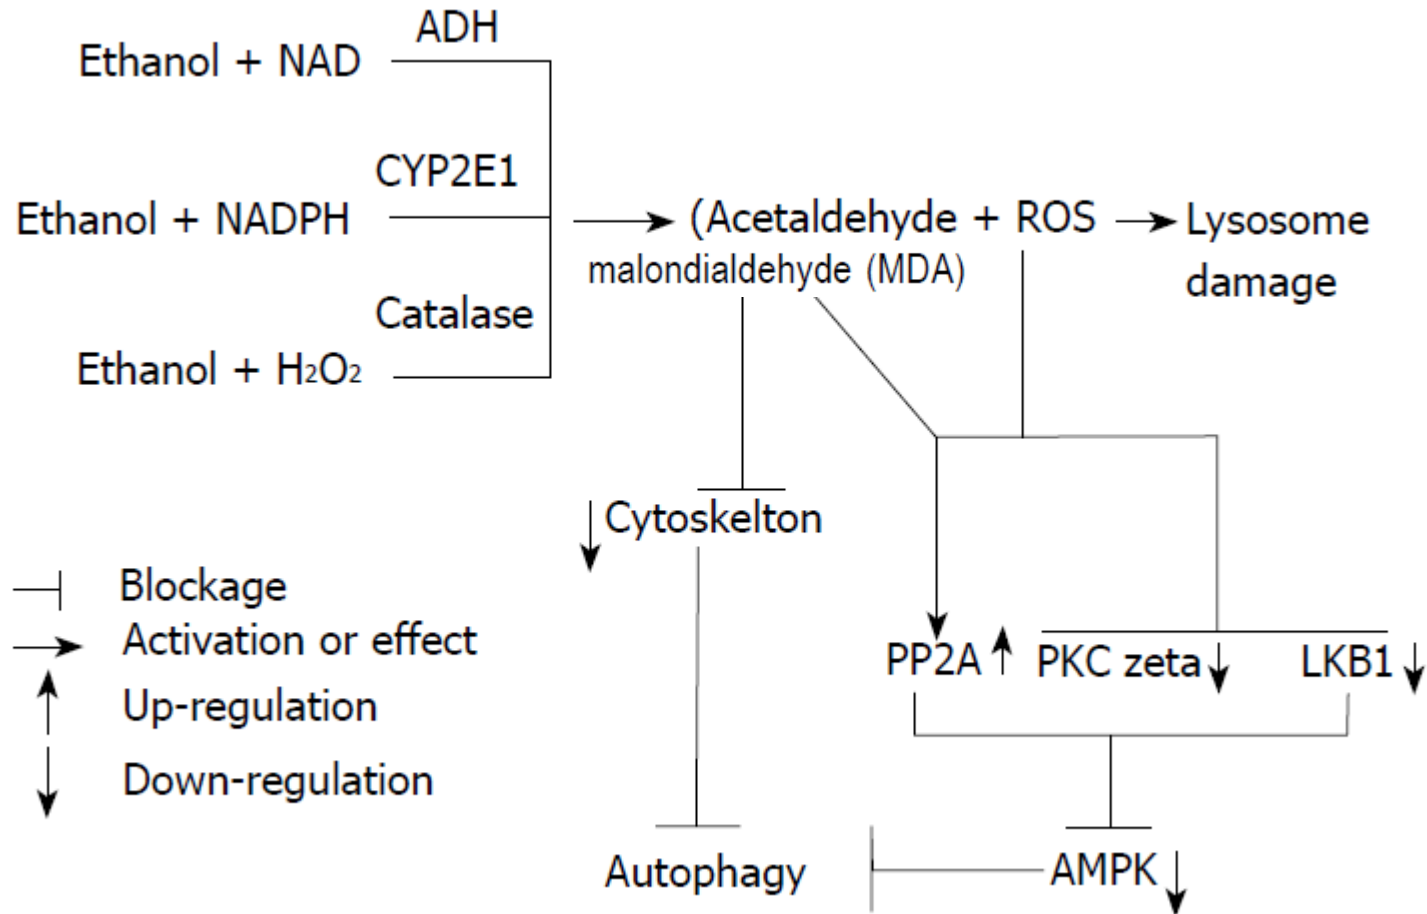 ADH
Ethanol + NAD
CYP2E1
Ethanol + NADPH
(Acetaldehyde + ROS
malondialdehyde (MDA)
Lysosome
damage
Catalase
Ethanol + H₂O₂
Cytoskelton
Blockage
Activation or effect
Up-regulation
Down-regulation
PP2A
PKC zeta
LKB1
Autophagy
AMPK